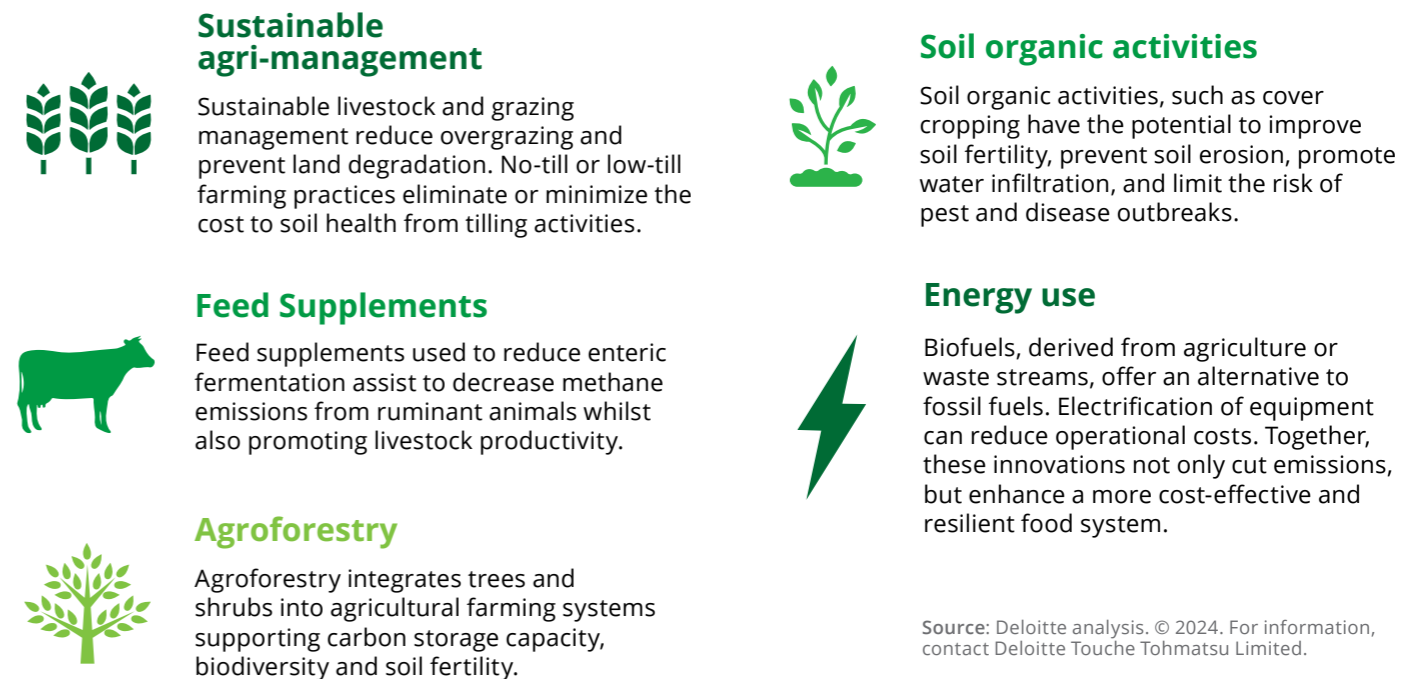 Sustainable
agri-management
Sustainable livestock and grazing
management reduce overgrazing and
prevent land degradation. No-till or low-till
farming practices eliminate or minimize the
cost to soil health from tilling activities.
Feed Supplements
Feed supplements used to reduce enteric
fermentation assist to decrease methane
emissions from ruminant animals whilst
also promoting livestock productivity.
Agroforestry
Agroforestry integrates trees and
shrubs into agricultural farming systems
supporting carbon storage capacity,
biodiversity and soil fertility.
Soil organic activities
Soil organic activities, such as cover
cropping have the potential to improve
soil fertility, prevent soil erosion, promote
water infiltration, and limit the risk of
pest and disease outbreaks.
Energy use
Biofuels, derived from agriculture or
waste streams, offer an alternative to
fossil fuels. Electrification of equipment
can reduce operational costs. Together,
these innovations not only cut emissions,
but enhance a more cost-effective and
resilient food system.
Source: Deloitte analysis. © 2024. For information,
contact Deloitte Touche Tohmatsu Limited.